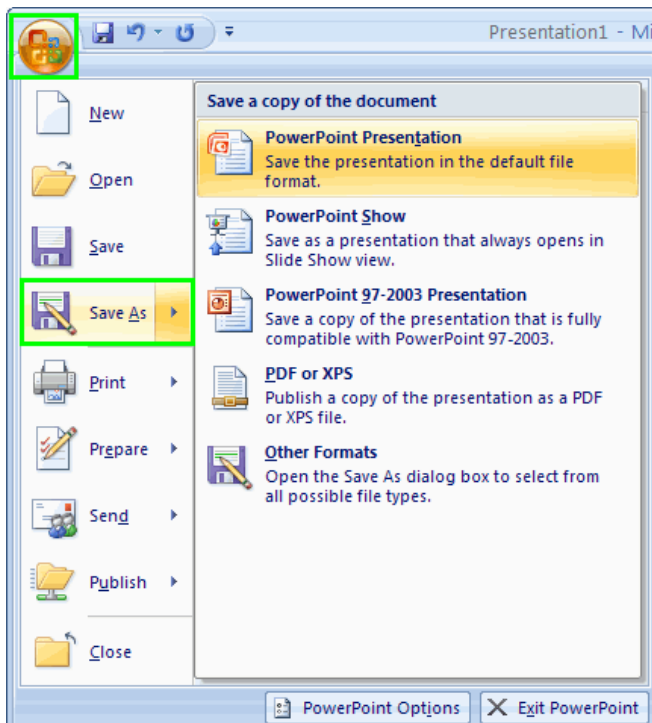 Presentation1 - Mi
New
Open
Save
Save As
Print
Prepare
Send
Publish
Close
Save a copy of the document
PowerPoint Presentation
Save the presentation in the default file
format.
PowerPoint Show
Save as a presentation that always opens in
Slide Show view.
PowerPoint 97-2003 Presentation
Save a copy of the presentation that is fully
compatible with PowerPoint 97-2003.
PDF or XPS
Publish a copy of the presentation as a PDF
or XPS file.
Other Formats
Open the Save As dialog box to select from
all possible file types.
PowerPoint Options
Exit PowerPoint